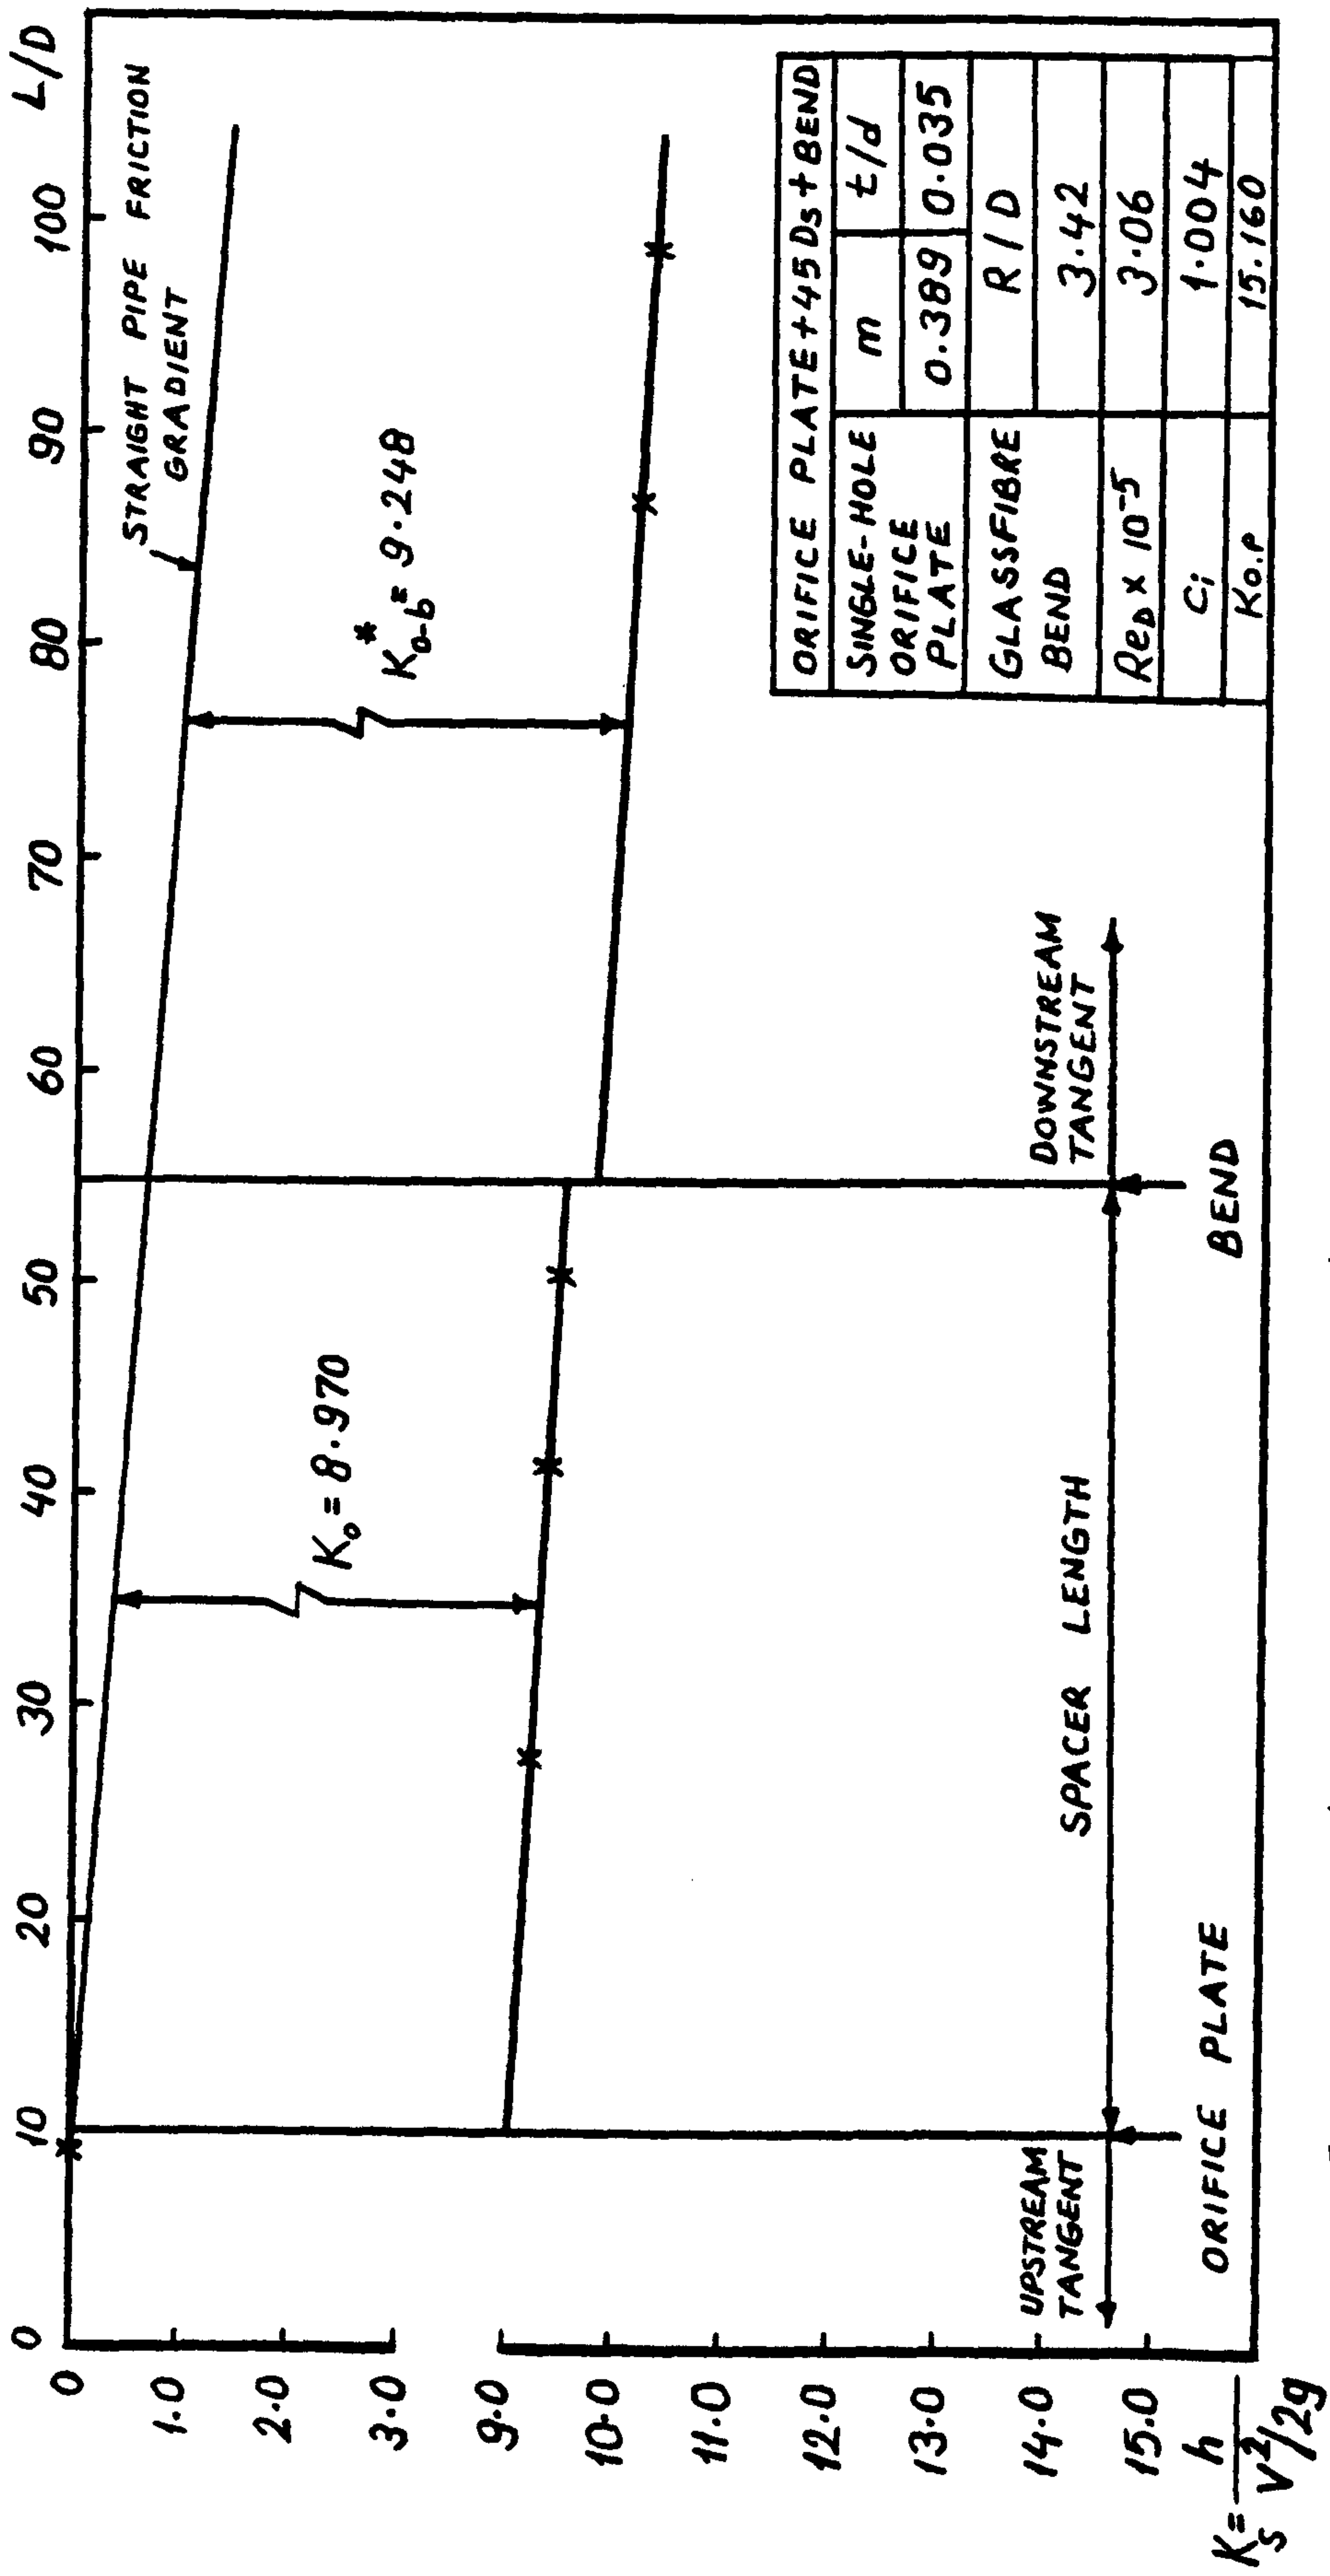 0 10 20 30 40 50 60 70 80 90 100 L/D
0
1.0
2.0
3.0
9.0
10.0
11.0
12.0
13.0
14.0
15.0
K_s = h / V²/2g
STRAIGHT PIPE FRICTION
GRADIENT
K_o = 8.970
K*_o-b = 9.248
UPSTREAM
TANGENT
SPACER LENGTH
DOWNSTREAM
TANGENT
ORIFICE PLATE
BEND
ORIFICE PLATE + 45 Ds + BEND
SINGLE-HOLE
ORIFICE
PLATE
m t/d
0.389 0.035
GLASSFIBRE
BEND
R/D
3.42
Re_D x 10⁻⁵ 3.06
Ci 1.004
Ko.p 15.160